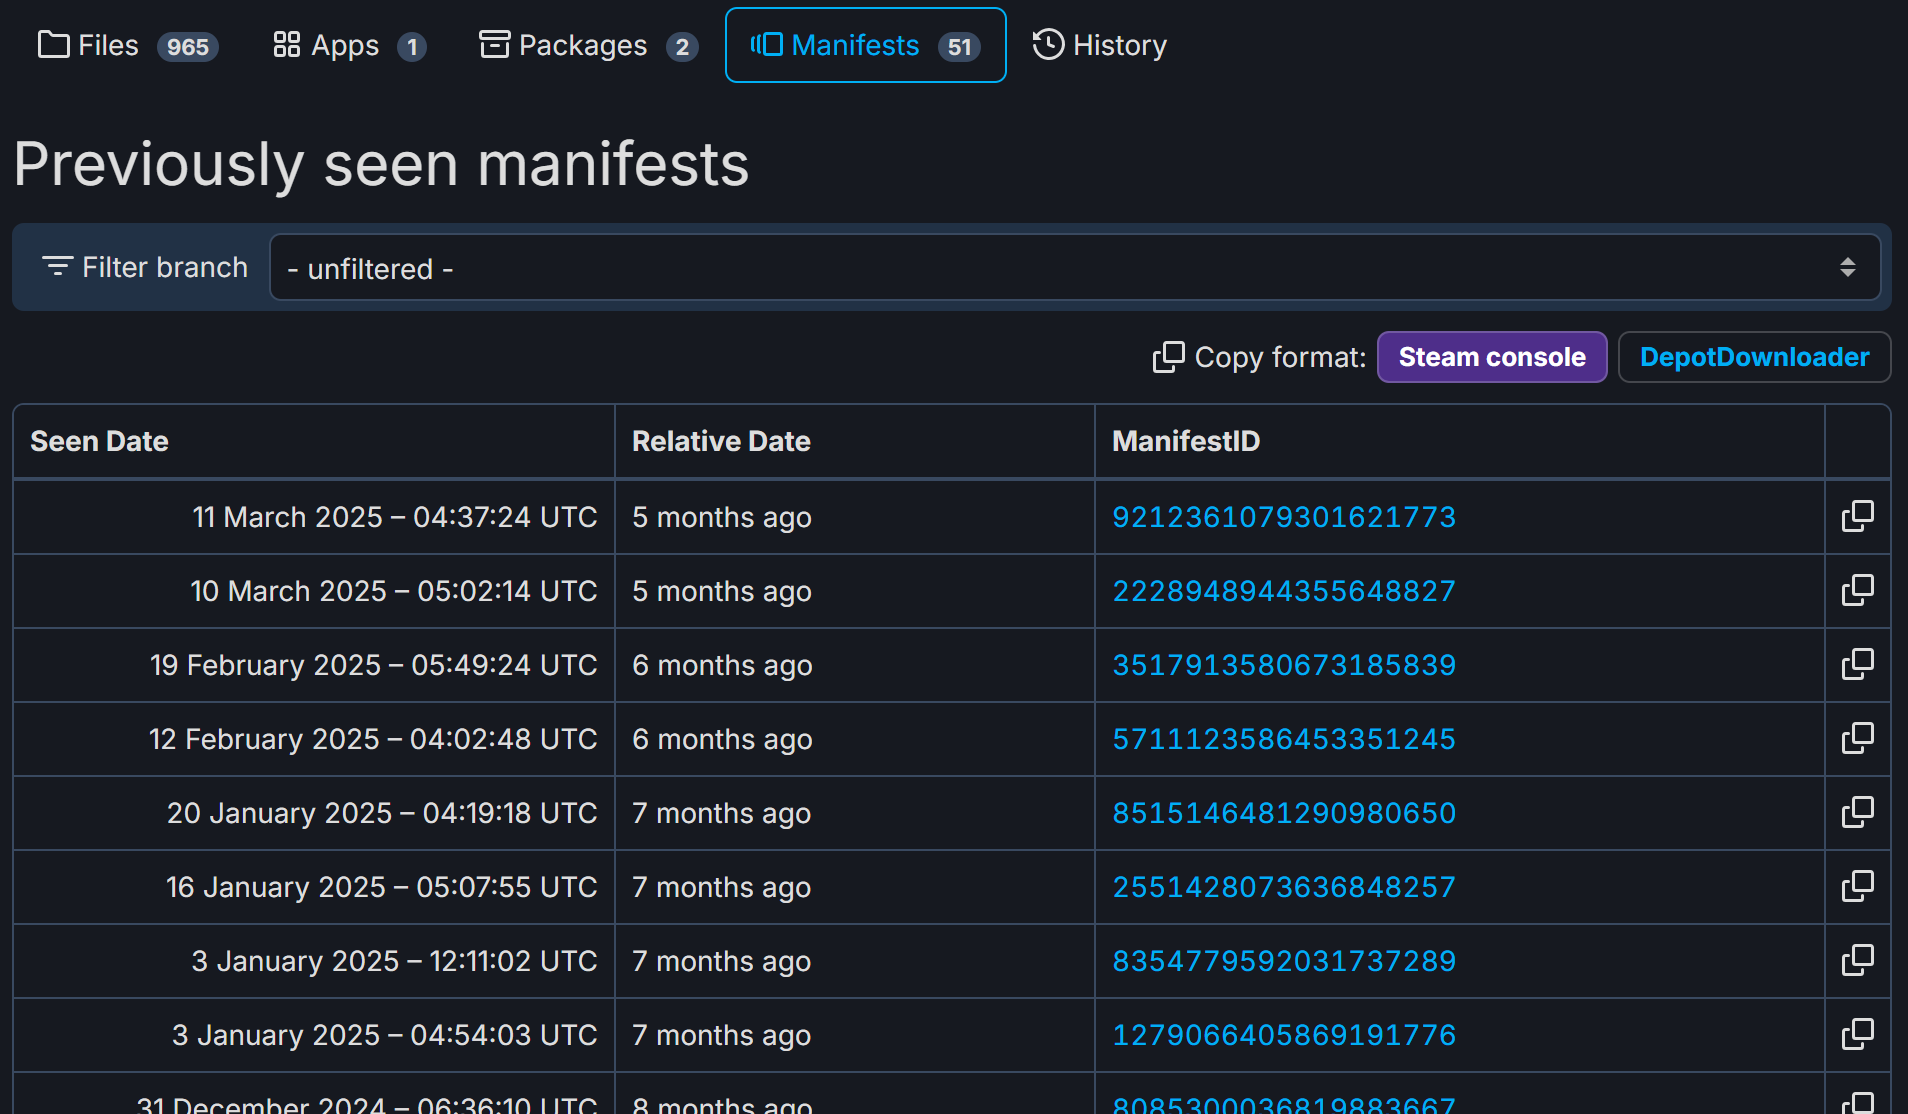 Files 965 Apps 1 Packages 2 Manifests 51 History
Previously seen manifests
Filter branch - unfiltered -
Copy format: Steam console DepotDownloader
Seen Date Relative Date ManifestID
11 March 2025 – 04:37:24 UTC 5 months ago 9212361079301621773
10 March 2025 – 05:02:14 UTC 5 months ago 2228948944355648827
19 February 2025 – 05:49:24 UTC 6 months ago 3517913580673185839
12 February 2025 – 04:02:48 UTC 6 months ago 5711123586453351245
20 January 2025 – 04:19:18 UTC 7 months ago 8515146481290980650
16 January 2025 – 05:07:55 UTC 7 months ago 2551428073636848257
3 January 2025 – 12:11:02 UTC 7 months ago 8354779592031737289
3 January 2025 – 04:54:03 UTC 7 months ago 1279066405869191776
31 December 2024 – 06:36:10 UTC 8 months ago 8085300036819883667